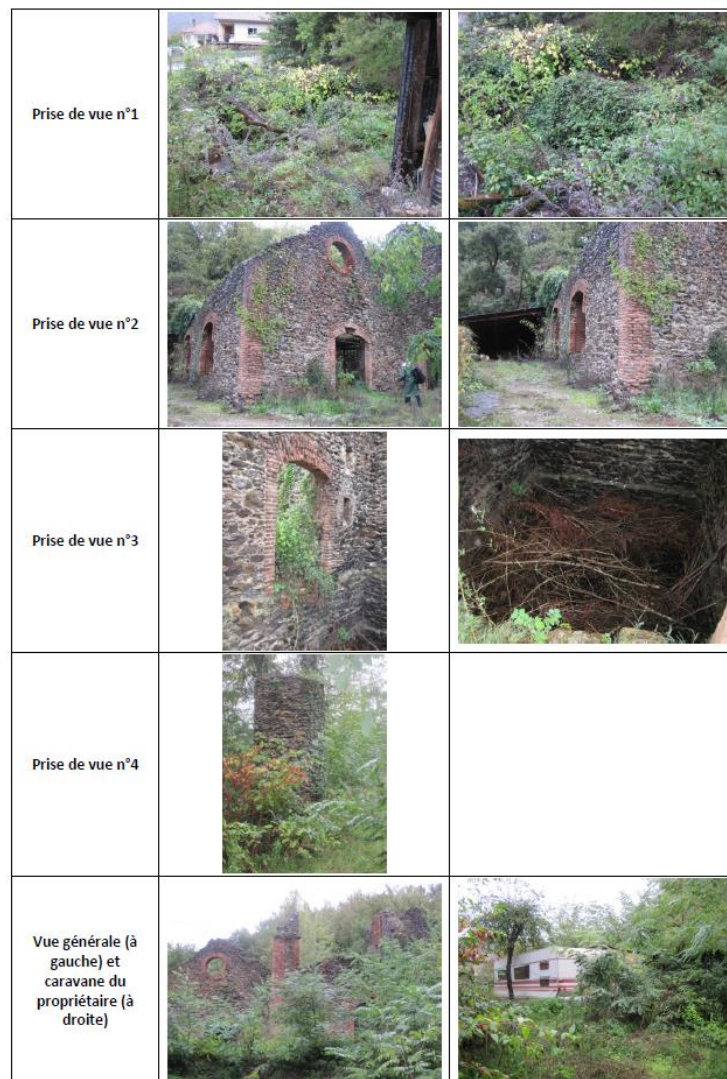 Prise de vue n°1
Prise de vue n°2
Prise de vue n°3
Prise de vue n°4
Vue générale (à
gauche) et
caravane du
propriétaire (à
droite)